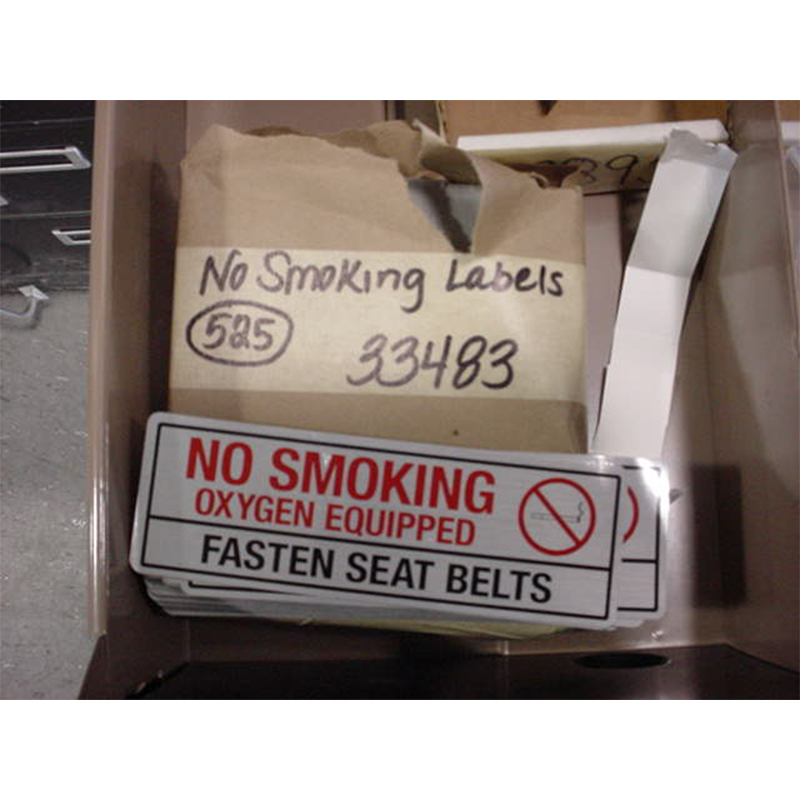 No Smoking Labels
525
33483
NO SMOKING
OXYGEN EQUIPPED
FASTEN SEAT BELTS